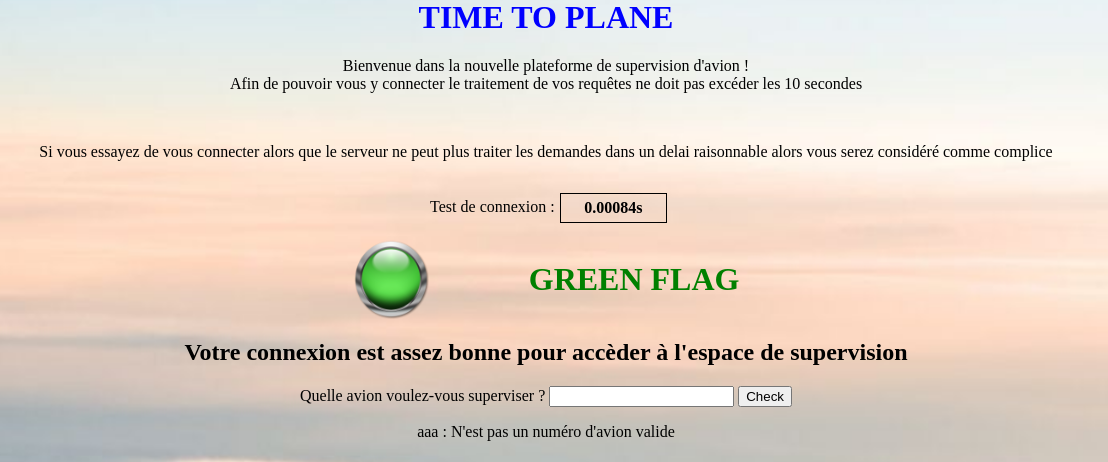 TIME TO PLANE
Bienvenue dans la nouvelle plateforme de supervision d'avion !
Afin de pouvoir vous y connecter le traitement de vos requêtes ne doit pas excéder les 10 secondes
Si vous essayez de vous connecter alors que le serveur ne peut plus traiter les demandes dans un delai raisonnable alors vous serez considéré comme complice
Test de connexion : 0.00084s
GREEN FLAG
Votre connexion est assez bonne pour accèder à l'espace de supervision
Quelle avion voulez-vous superviser ? Check
aaa : N'est pas un numéro d'avion valide